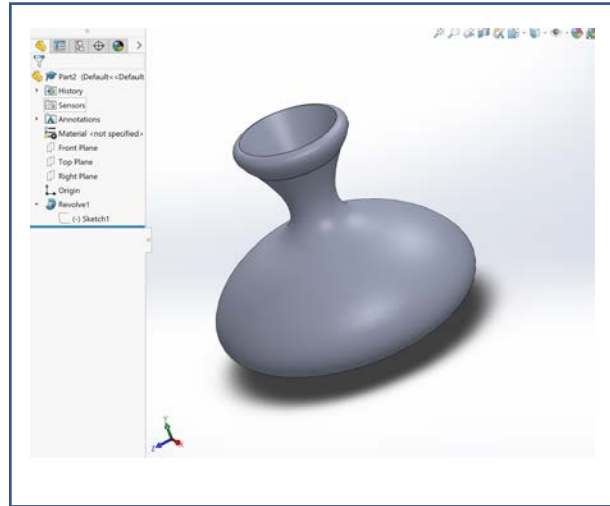 Part2 (Default<<Default
History
Sensors
Annotations
Material <not specified>
Front Plane
Top Plane
Right Plane
Origin
Revolve1
(-) Sketch1
Y
Z